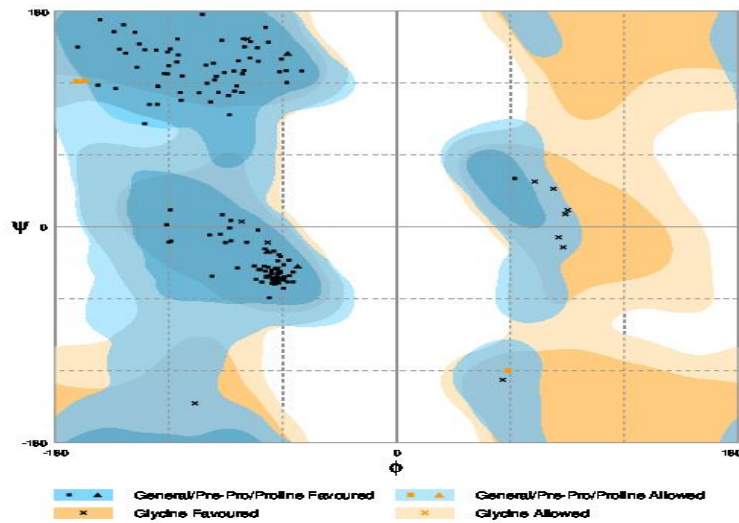 180
Ψ
0
-180
-180
0
180
Φ
General/Pre-Pro/Proline Favoured
General/Pre-Pro/Proline Allowed
Glycine Favoured
Glycine Allowed